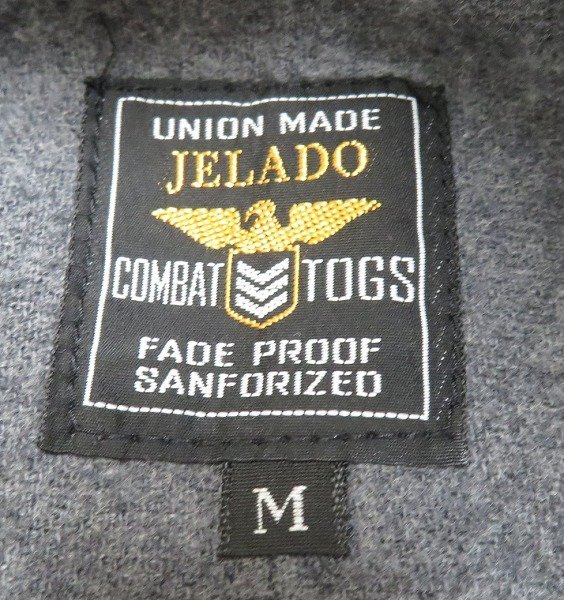 UNION MADE
JELADO
COMBAT TOGS
FADE PROOF
SANFORIZED
M